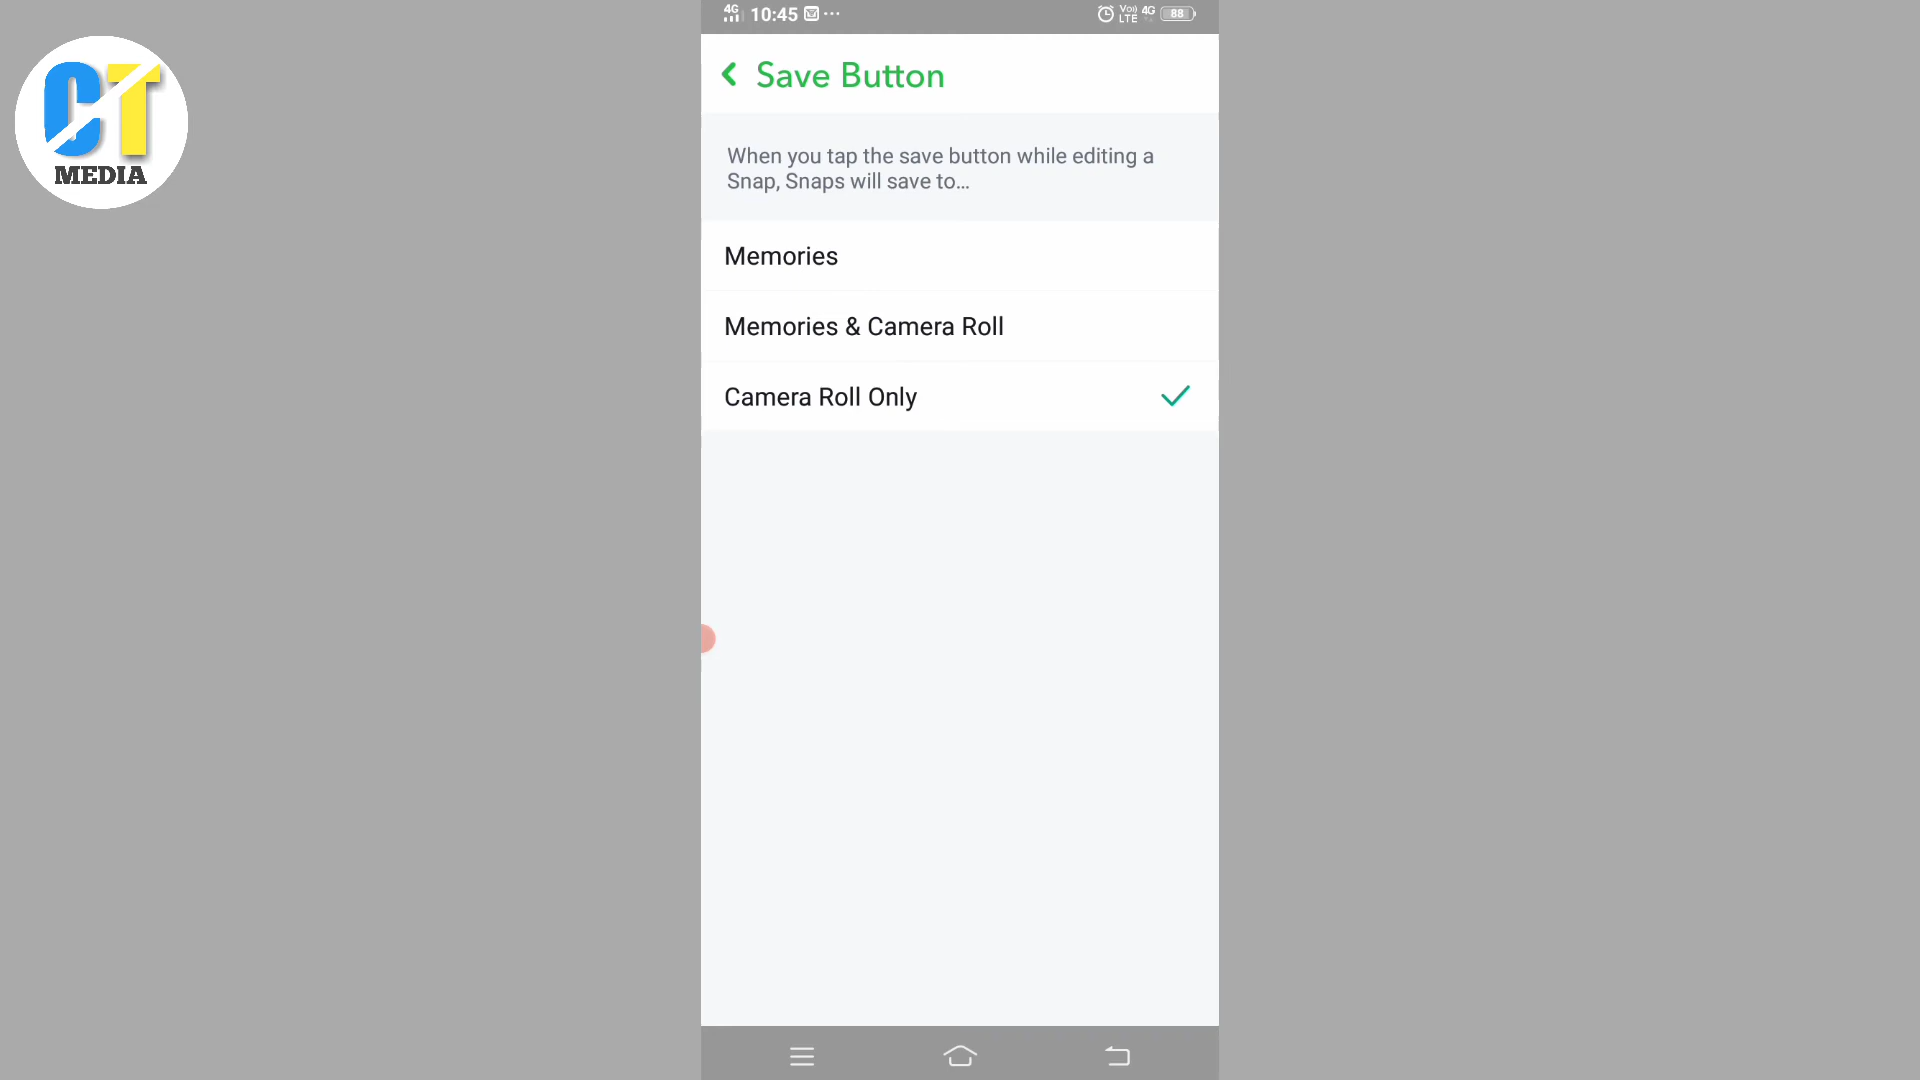 4G 10:45 ...
Voi) LTE 4G 88
CT
MEDIA
Save Button
When you tap the save button while editing a
Snap, Snaps will save to...
Memories
Memories & Camera Roll
Camera Roll Only